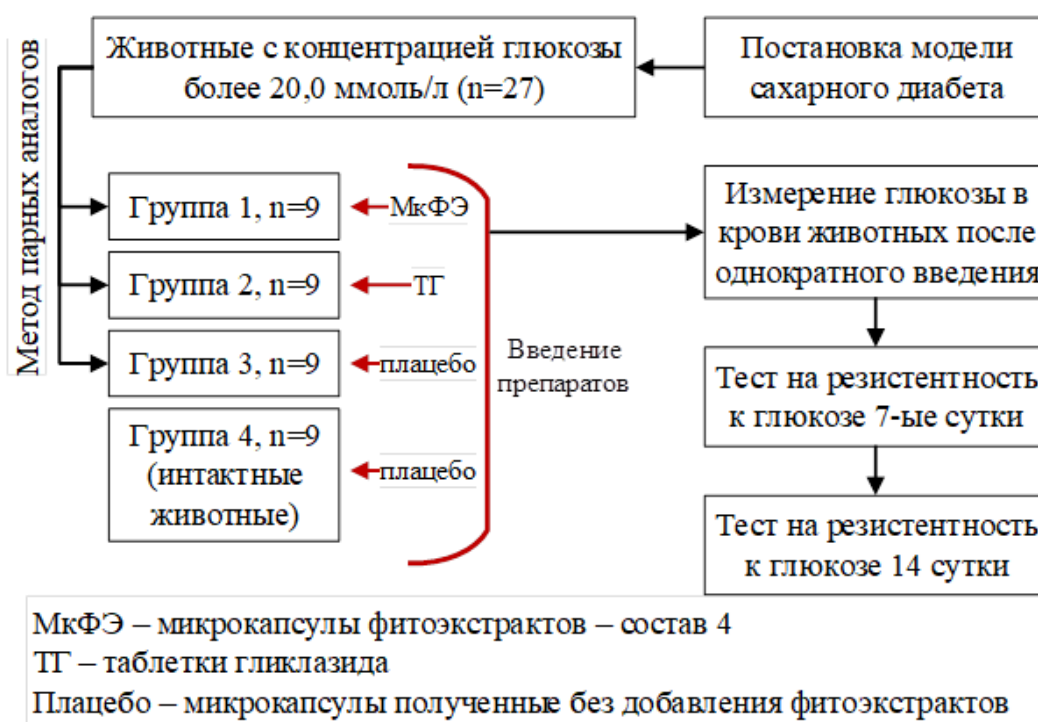 Метод парных аналогов
Животные с концентрацией глюкозы
более 20,0 ммоль/л (n=27)
Постановка модели
сахарного диабета
Группа 1, n=9
МкФЭ
Группа 2, n=9
ТГ
Группа 3, n=9
плацебо
Группа 4, n=9
(интактные
животные)
плацебо
Введение
препаратов
Измерение глюкозы в
крови животных после
однократного введения
Тест на резистентность
к глюкозе 7-ые сутки
Тест на резистентность
к глюкозе 14 сутки
МкФЭ – микрокапсулы фитоэкстрактов – состав 4
ТГ – таблетки гликлазида
Плацебо – микрокапсулы полученные без добавления фитоэкстрактов